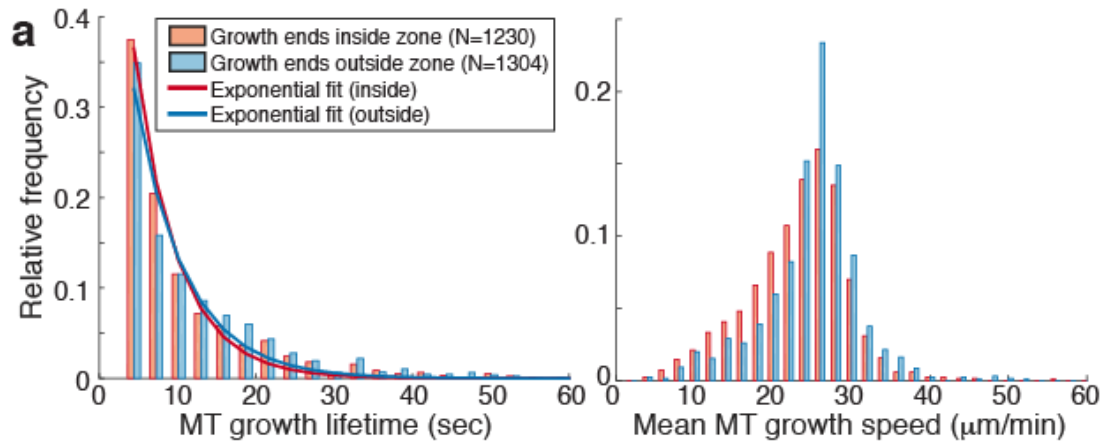 a
Growth ends inside zone (N=1230)
Growth ends outside zone (N=1304)
Exponential fit (inside)
Exponential fit (outside)
Relative frequency
0.4
0.3
0.2
0.1
0
0 10 20 30 40 50 60
MT growth lifetime (sec)
0.2
0.1
0
0 10 20 30 40 50 60
Mean MT growth speed (μm/min)